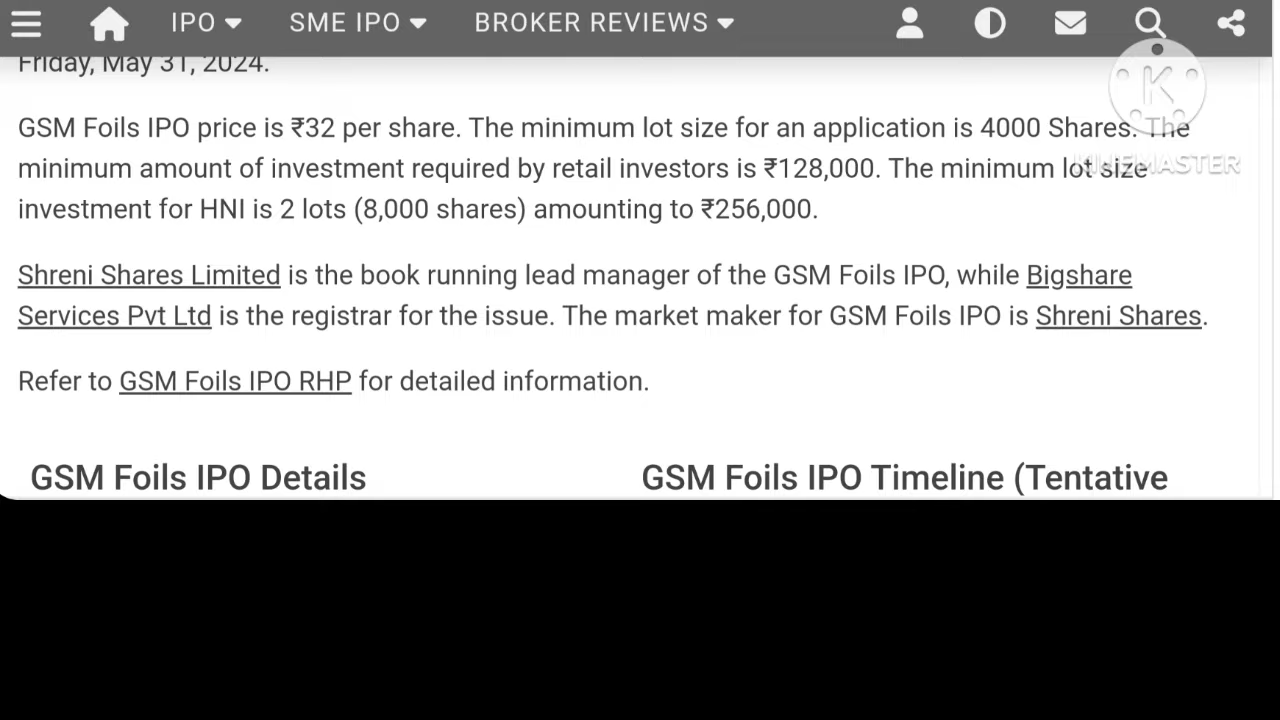 IPO SME IPO BROKER REVIEWS
Friday, May 31, 2024.
K
GSM Foils IPO price is ₹32 per share. The minimum lot size for an application is 4000 Shares. The
minimum amount of investment required by retail investors is ₹128,000. The minimum lot size
KINEMASTER
investment for HNI is 2 lots (8,000 shares) amounting to ₹256,000.
Shreni Shares Limited is the book running lead manager of the GSM Foils IPO, while Bigshare
Services Pvt Ltd is the registrar for the issue. The market maker for GSM Foils IPO is Shreni Shares.
Refer to GSM Foils IPO RHP for detailed information.
GSM Foils IPO Details
GSM Foils IPO Timeline (Tentative